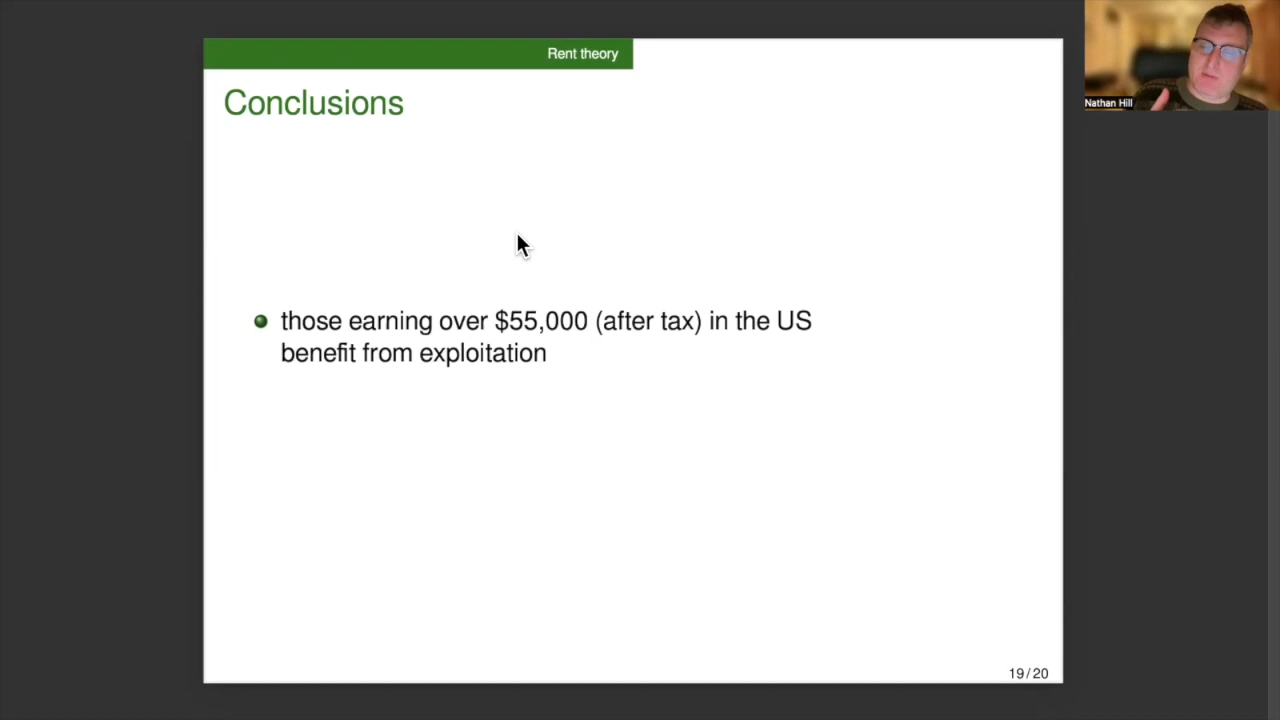 Rent theory
Nathan Hill
Conclusions
those earning over $55,000 (after tax) in the US
benefit from exploitation
19/20